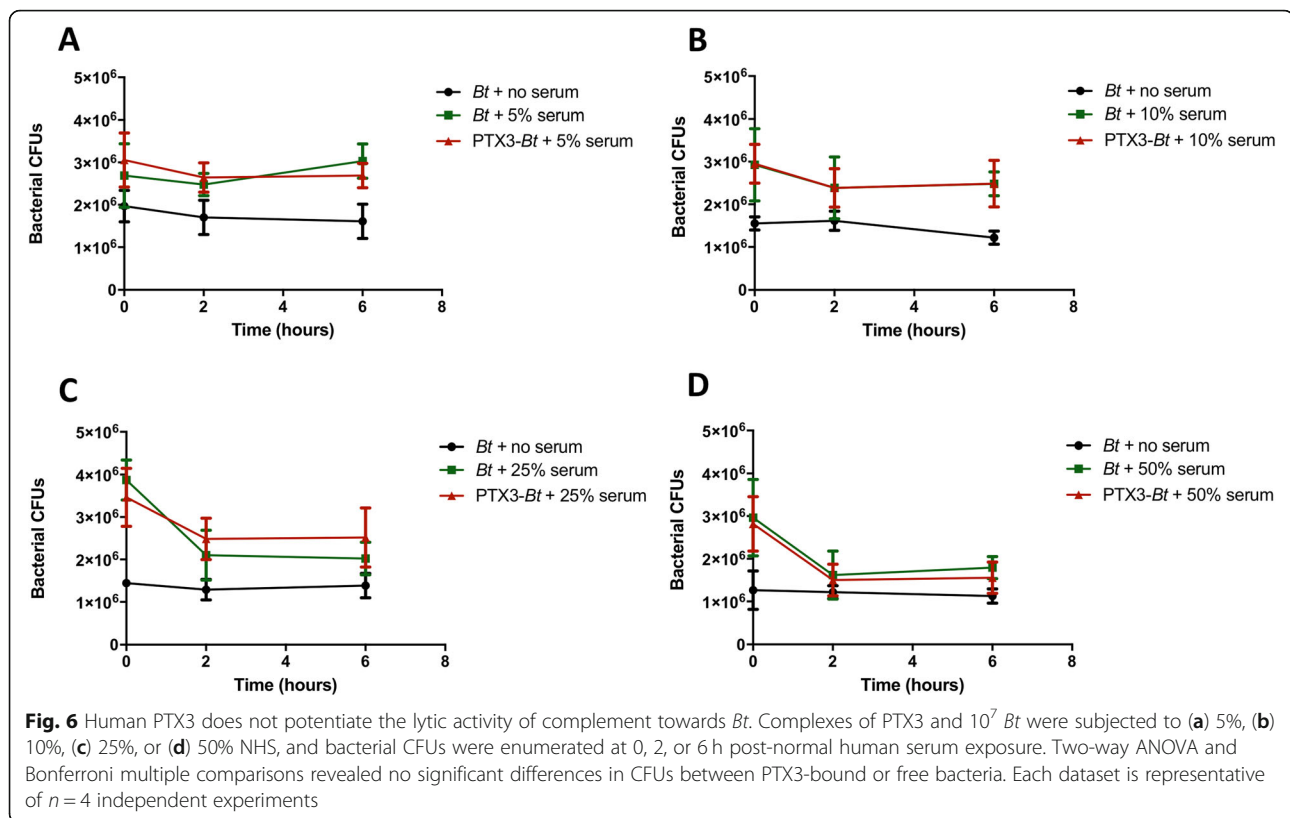 A
5×10⁶
4×10⁶
3×10⁶
2×10⁶
1×10⁶
0
Bacterial CFUs
0 2 4 6 8
Time (hours)
Bt + no serum
Bt + 5% serum
PTX3-Bt + 5% serum
B
5×10⁶
4×10⁶
3×10⁶
2×10⁶
1×10⁶
0
Bacterial CFUs
0 2 4 6 8
Time (hours)
Bt + no serum
Bt + 10% serum
PTX3-Bt + 10% serum
C
5×10⁶
4×10⁶
3×10⁶
2×10⁶
1×10⁶
0
Bacterial CFUs
0 2 4 6 8
Time (hours)
Bt + no serum
Bt + 25% serum
PTX3-Bt + 25% serum
D
5×10⁶
4×10⁶
3×10⁶
2×10⁶
1×10⁶
0
Bacterial CFUs
0 2 4 6 8
Time (hours)
Bt + no serum
Bt + 50% serum
PTX3-Bt + 50% serum
Fig. 6 Human PTX3 does not potentiate the lytic activity of complement towards Bt. Complexes of PTX3 and 10⁷ Bt were subjected to (a) 5%, (b)
10%, (c) 25%, or (d) 50% NHS, and bacterial CFUs were enumerated at 0, 2, or 6 h post-normal human serum exposure. Two-way ANOVA and
Bonferroni multiple comparisons revealed no significant differences in CFUs between PTX3-bound or free bacteria. Each dataset is representative
of n = 4 independent experiments